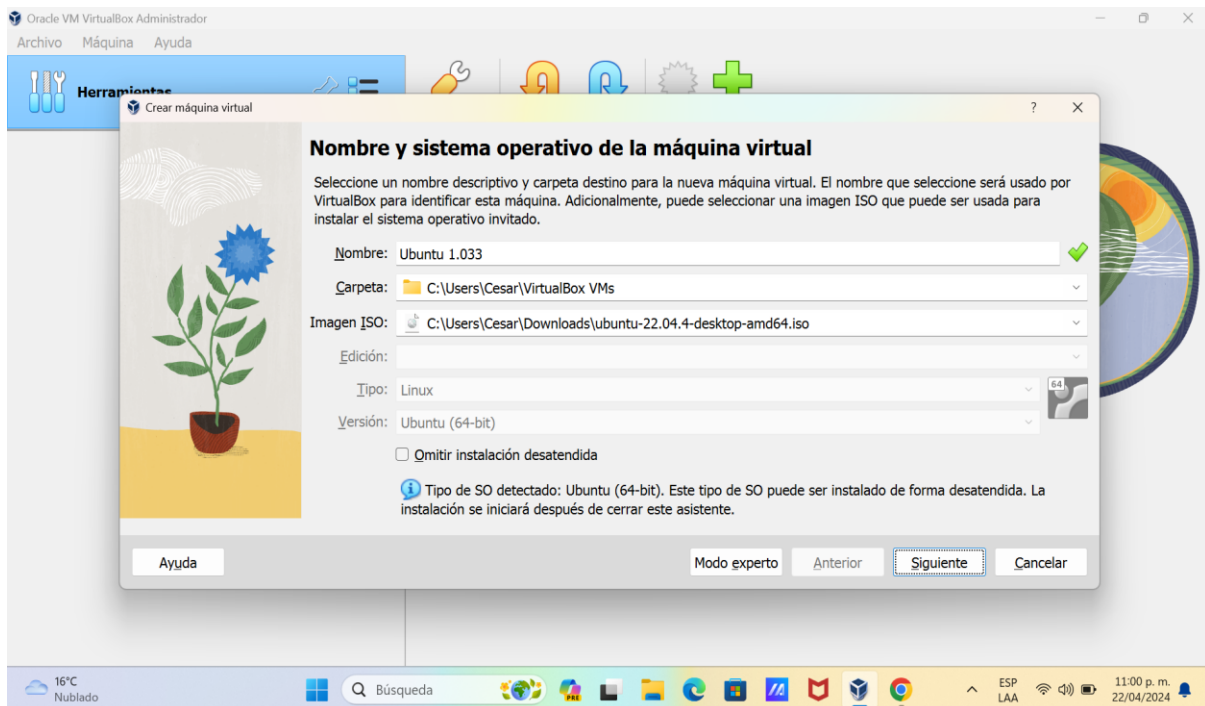 Oracle VM VirtualBox Administrador
Archivo Máquina Ayuda
Herramientas
Crear máquina virtual
Nombre y sistema operativo de la máquina virtual
Seleccione un nombre descriptivo y carpeta destino para la nueva máquina virtual. El nombre que seleccione será usado por
VirtualBox para identificar esta máquina. Adicionalmente, puede seleccionar una imagen ISO que puede ser usada para
instalar el sistema operativo invitado.
Nombre: Ubuntu 1.033
Carpeta: C:\Users\Cesar\VirtualBox VMs
Imagen ISO: C:\Users\Cesar\Downloads\ubuntu-22.04.4-desktop-amd64.iso
Edición:
Tipo: Linux
64
Versión: Ubuntu (64-bit)
Omitir instalación desatendida
Tipo de SO detectado: Ubuntu (64-bit). Este tipo de SO puede ser instalado de forma desatendida. La
instalación se iniciará después de cerrar este asistente.
Ayuda Modo experto Anterior Siguiente Cancelar
16°C
Nublado
Búsqueda
PRE
ESP
LAA
11:00 p. m.
22/04/2024